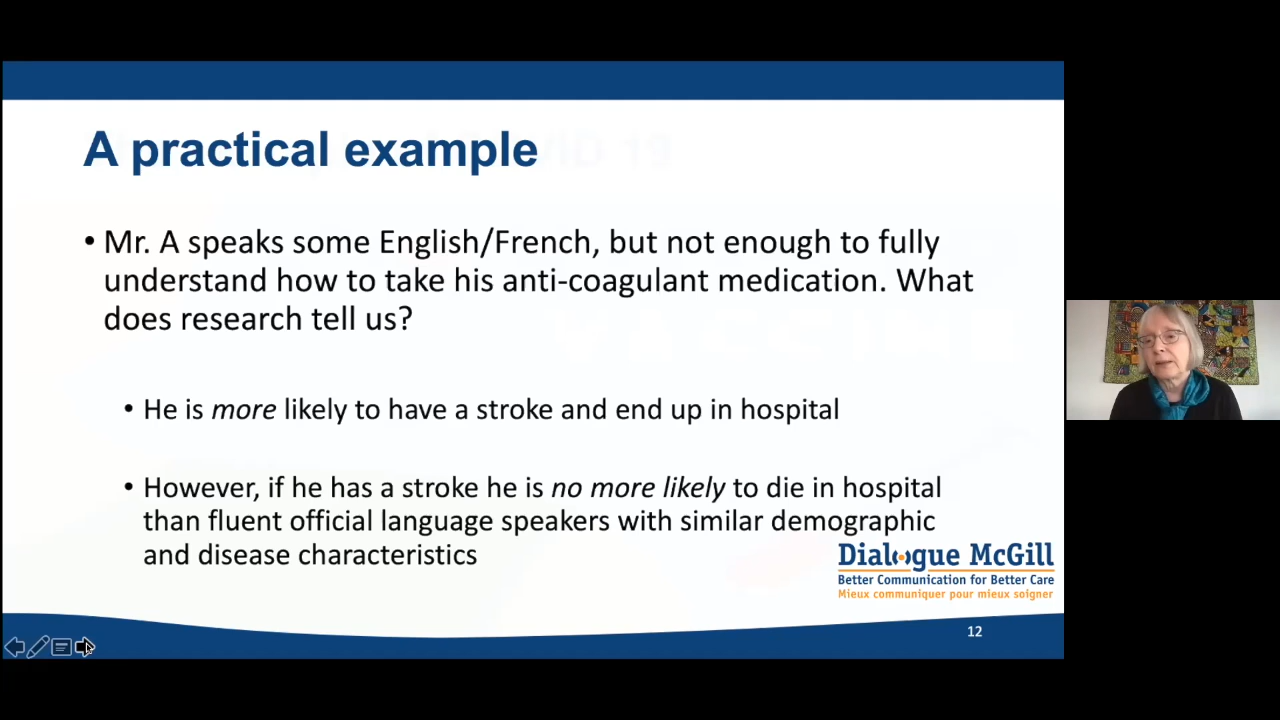 A practical example
• Mr. A speaks some English/French, but not enough to fully
understand how to take his anti-coagulant medication. What
does research tell us?
• He is more likely to have a stroke and end up in hospital
• However, if he has a stroke he is no more likely to die in hospital
than fluent official language speakers with similar demographic
and disease characteristics
Dialogue McGill
Better Communication for Better Care
Mieux communiquer pour mieux soigner
12